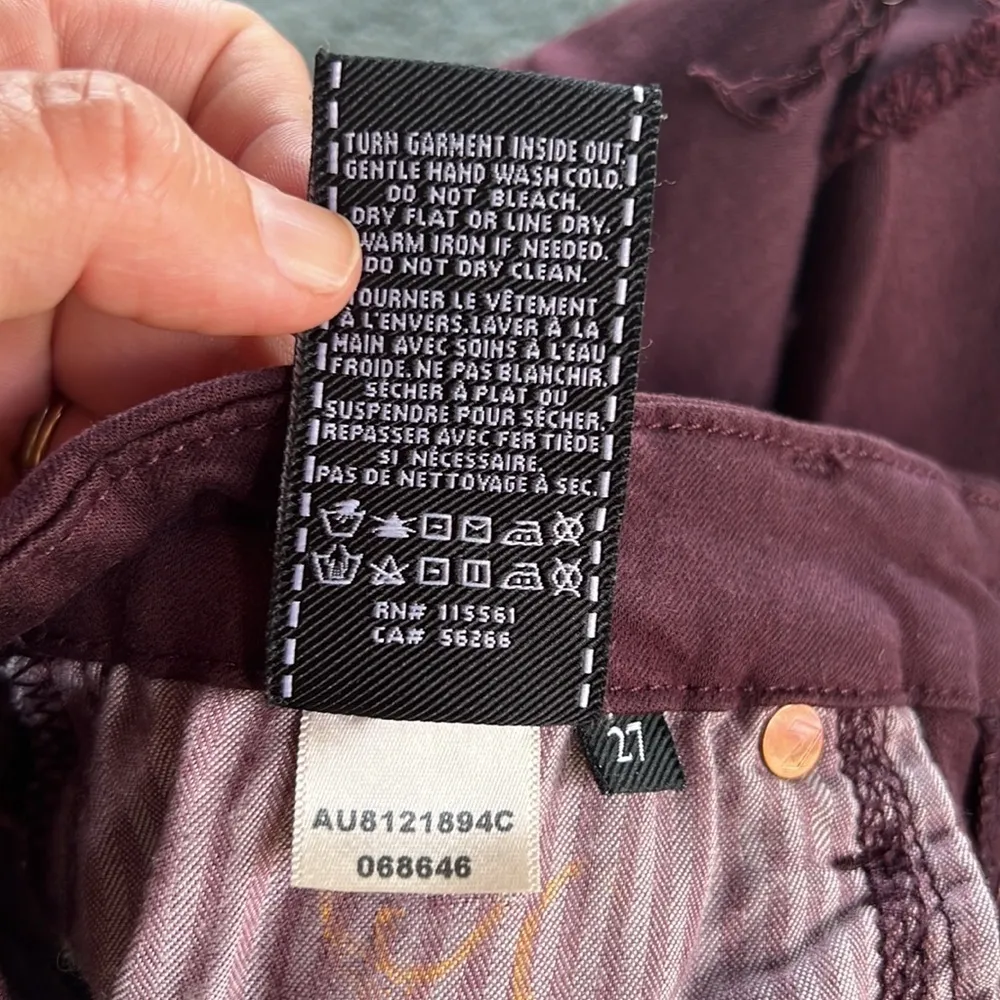 TURN GARMENT INSIDE OUT.
GENTLE HAND WASH COLD.
DO NOT BLEACH.
DRY FLAT OR LINE DRY.
WARM IRON IF NEEDED.
DO NOT DRY CLEAN.
TOURNER LE VÊTEMENT
À L'ENVERS. LAVER À LA
MAIN AVEC SOINS À L'EAU
FROIDE. NE PAS BLANCHIR.
SÉCHER À PLAT OU
SUSPENDRE POUR SÉCHER.
REPASSER AVEC FER TIÈDE
SI NÉCESSAIRE.
PAS DE NETTOYAGE À SEC.
RN# 115561
CA# 56266
27
AU8121894C
068646